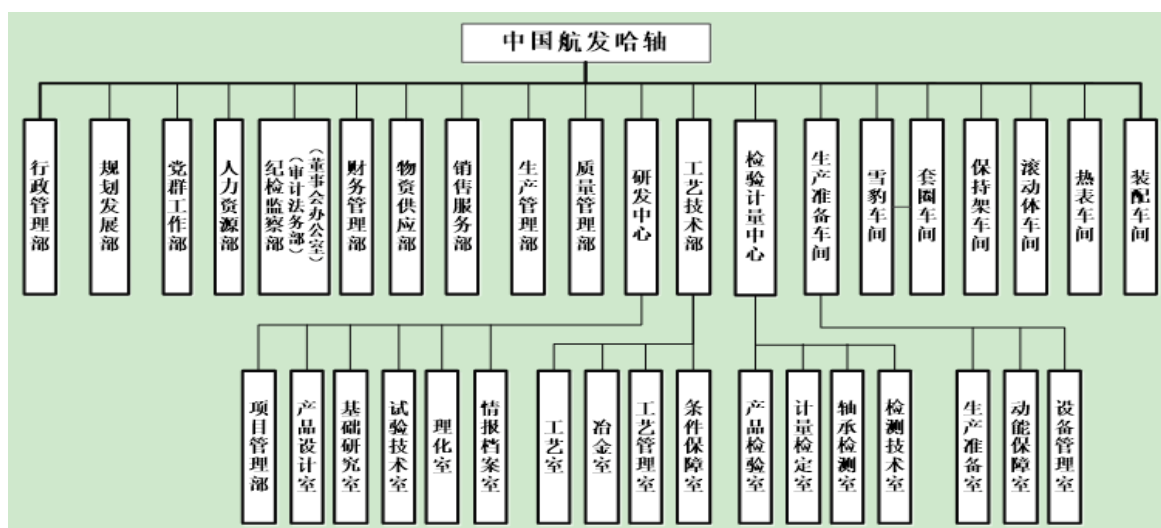 中国航发哈轴
行政管理部
规划发展部
党群工作部
人力资源部
纪检监察部
（审计法务部）
（董事会办公室）
财务管理部
物资供应部
销售服务部
生产管理部
质量管理部
研发中心
工艺技术部
检验计量中心
生产准备车间
雪豹车间
套圈车间
保持架车间
滚动体车间
热表车间
装配车间
项目管理部
产品设计室
基础研究室
试验技术室
理化室
情报档案室
工艺室
冶金室
工艺管理室
条件保障室
产品检验室
计量检定室
轴承检测室
检测技术室
生产准备室
动能保障室
设备管理室